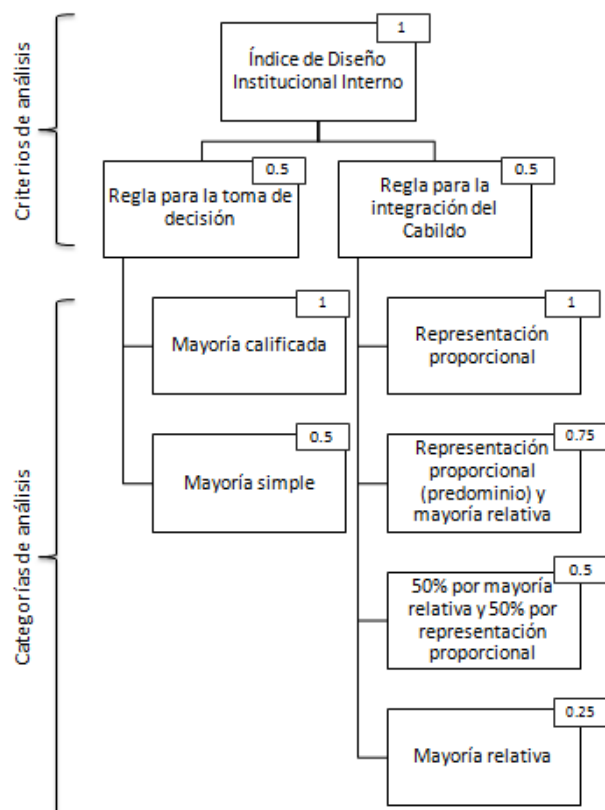 1
Índice de Diseño
Institucional Interno
Criterios de análisis
0.5
Regla para la toma de
decisión
0.5
Regla para la
integración del
Cabildo
Categorías de análisis
1
Mayoría calificada
0.5
Mayoría simple
1
Representación
proporcional
0.75
Representación
proporcional
(predominio) y
mayoría relativa
0.5
50% por mayoría
relativa y 50% por
representación
proporcional
0.25
Mayoría relativa